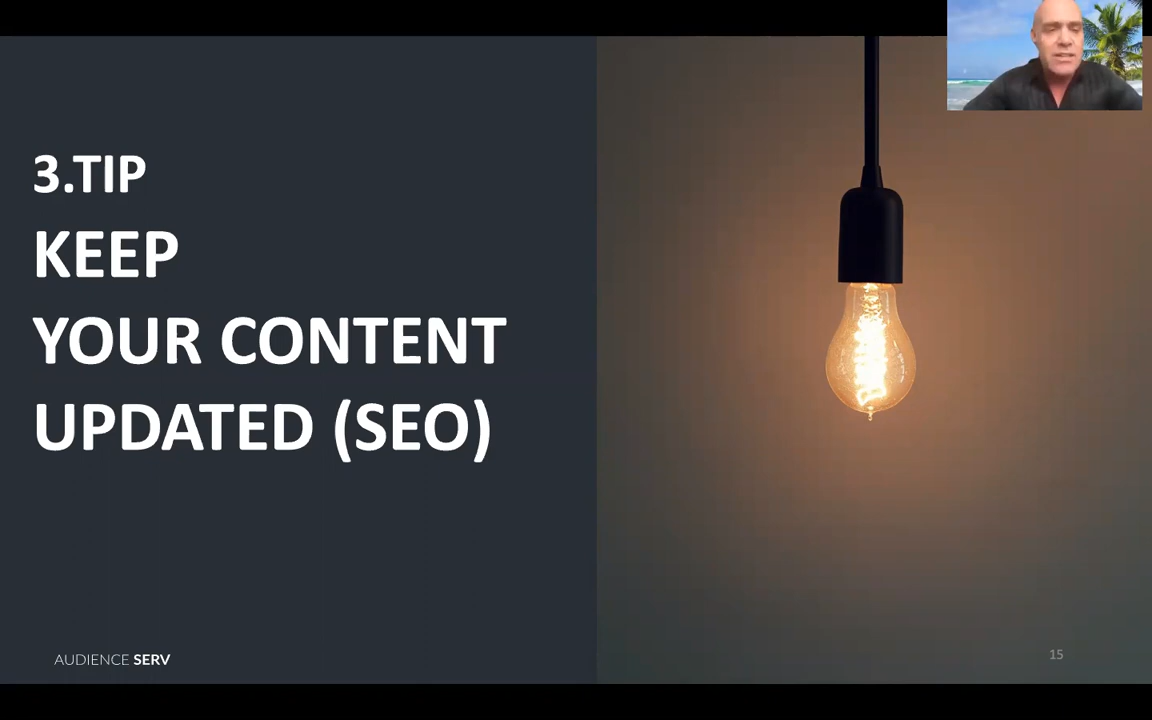 3.TIP
KEEP
YOUR CONTENT
UPDATED (SEO)
AUDIENCE SERV
15